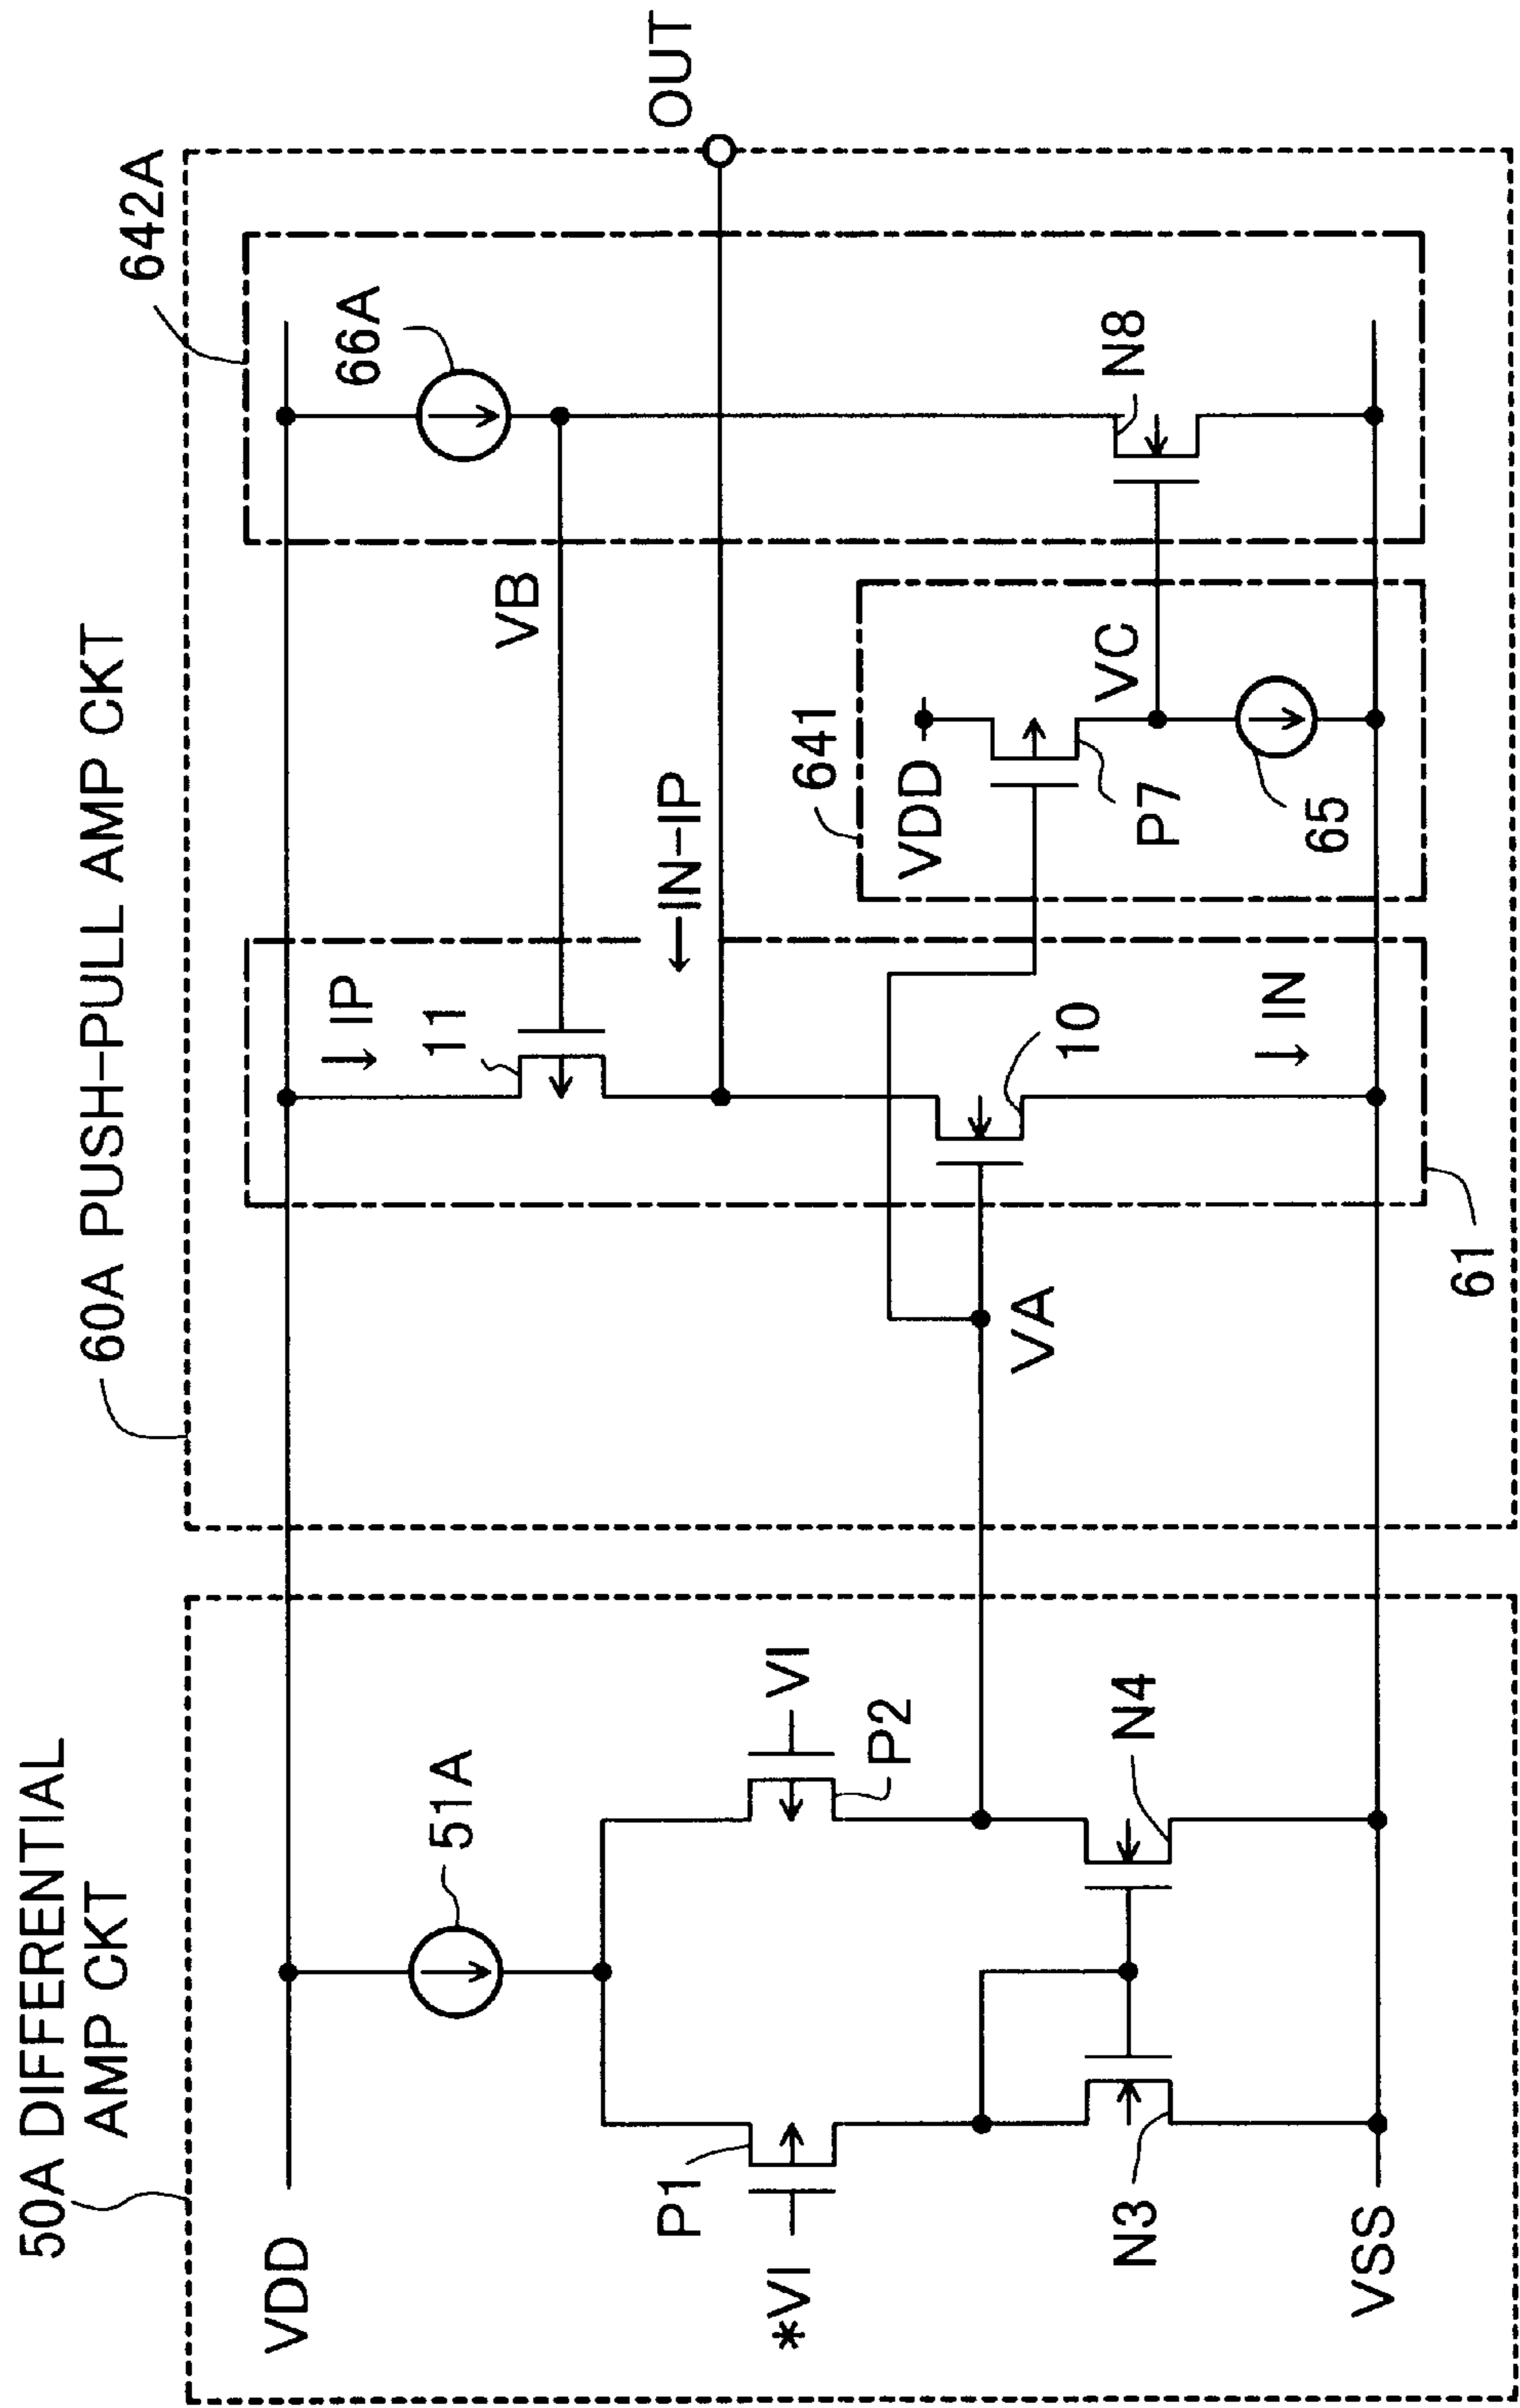 50A DIFFERENTIAL
AMP CKT
60A PUSH-PULL AMP CKT
642A
VDD
51A
IP
11
66A
VB
OUT
IN-IP
*VI
P1
VI
P2
641
VDD
P7
VC
N8
VA
10
IN
65
N3
N4
VSS
61